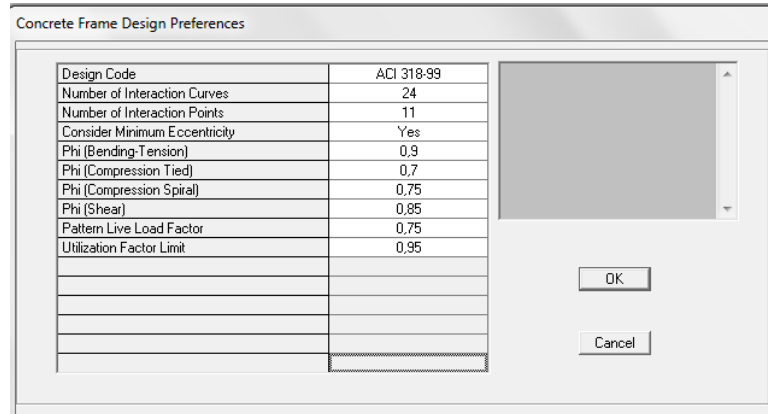 Concrete Frame Design Preferences
Design Code ACI 318-99
Number of Interaction Curves 24
Number of Interaction Points 11
Consider Minimum Eccentricity Yes
Phi (Bending-Tension) 0,9
Phi (Compression Tied) 0,7
Phi (Compression Spiral) 0,75
Phi (Shear) 0,85
Pattern Live Load Factor 0,75
Utilization Factor Limit 0,95
OK
Cancel